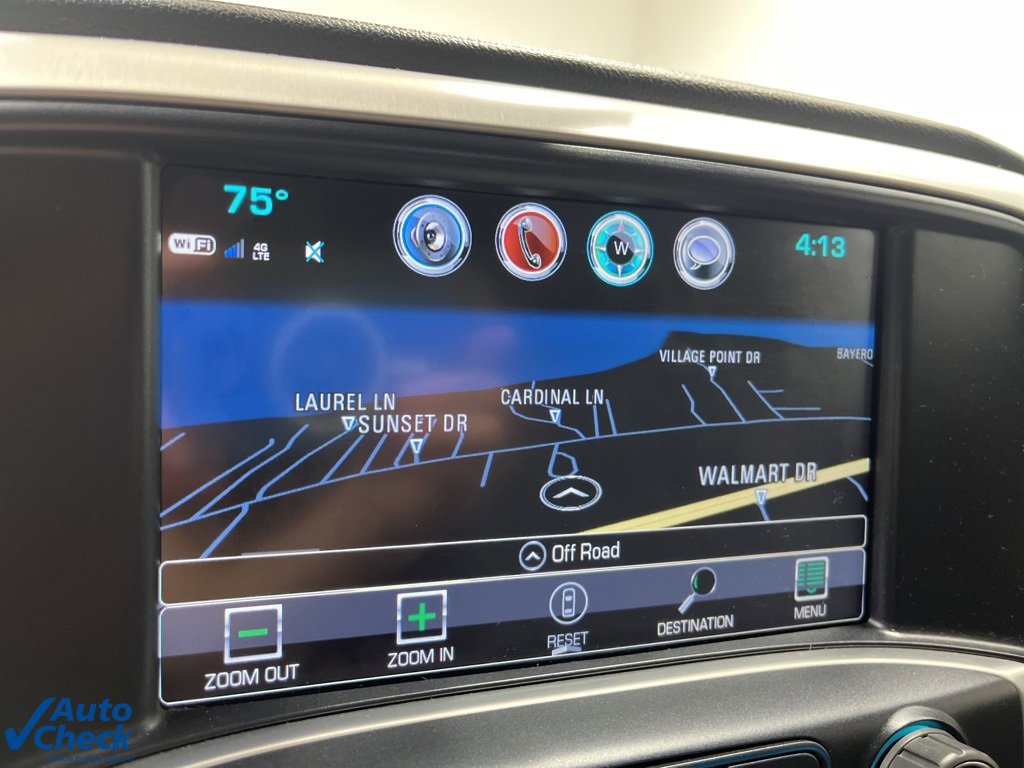 75°
WiFi
4G
LTE
W
4:13
VILLAGE POINT DR
LAUREL LN
CARDINAL LN
SUNSET DR
WALMART DR
Off Road
ZOOM OUT
ZOOM IN
RESET
DESTINATION
MENU
Auto
Check